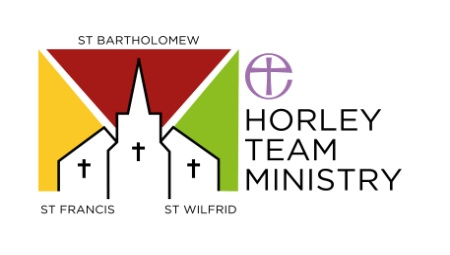 ST BARTHOLOMEW
HORLEY
TEAM
MINISTRY
ST FRANCIS
ST WILFRID